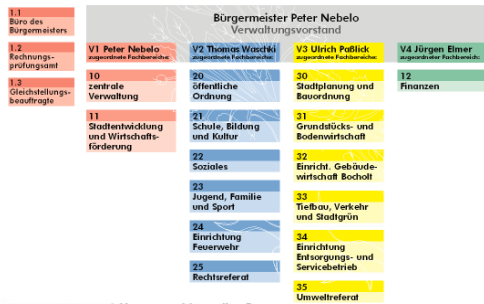 Bürgermeister Peter Nebelo
Verwaltungsvorstand
1.1
Büro des
Bürgermeisters
1.2
Rechnungs-
prüfungsamt
1.3
Gleichstellungs-
beauftragte
V1 Peter Nebelo
zugeordnete Fachbereiche:
10
zentrale
Verwaltung
11
Stadtentwicklung
und Wirtschafts-
förderung
V2 Thomas Waschki
zugeordnete Fachbereiche:
20
öffentliche
Ordnung
21
Schule, Bildung
und Kultur
22
Soziales
23
Jugend, Familie
und Sport
24
Einrichtung
Feuerwehr
25
Rechtsreferat
V3 Ulrich Paßlick
zugeordnete Fachbereiche:
30
Stadtplanung und
Bauordnung
31
Grundstücks- und
Bodenwirtschaft
32
Einricht. Gebäude-
wirtschaft Bocholt
33
Tiefbau, Verkehr
und Stadtgrün
34
Einrichtung
Entsorgungs- und
Servicebetrieb
35
Umweltreferat
V4 Jürgen Elmer
zugeordneter Fachbereich:
12
Finanzen